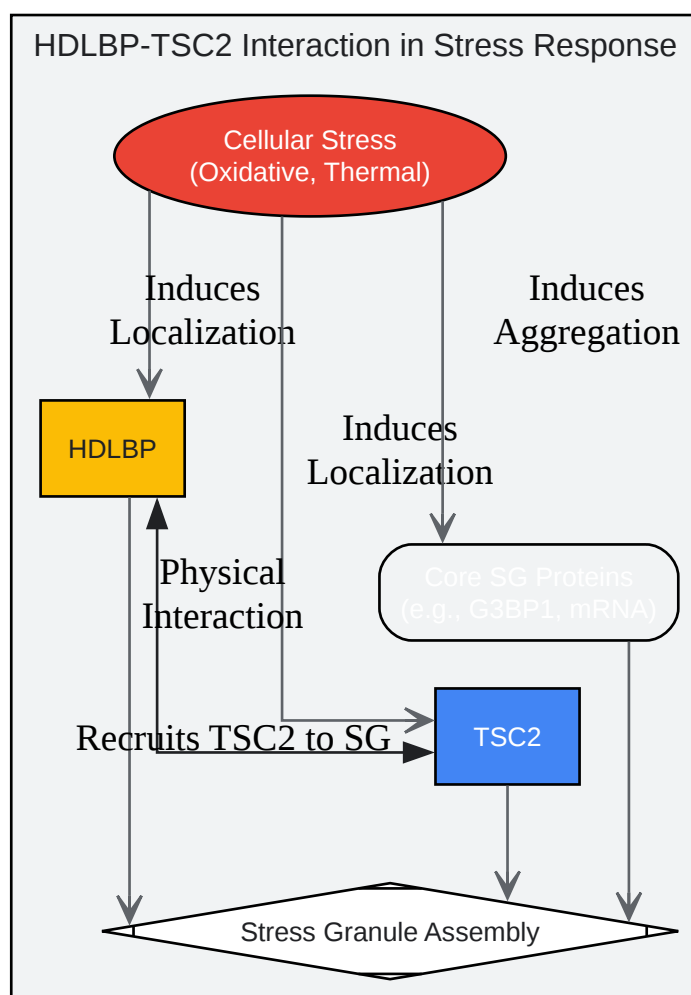 HDLBP-TSC2 Interaction in Stress Response
Cellular Stress
(Oxidative, Thermal)
Induces
Localization
Induces
Aggregation
HDLBP
Induces
Localization
Physical
Interaction
Core SG Proteins
(e.g., G3BP1, mRNA)
Recruits TSC2 to SG
TSC2
Stress Granule Assembly